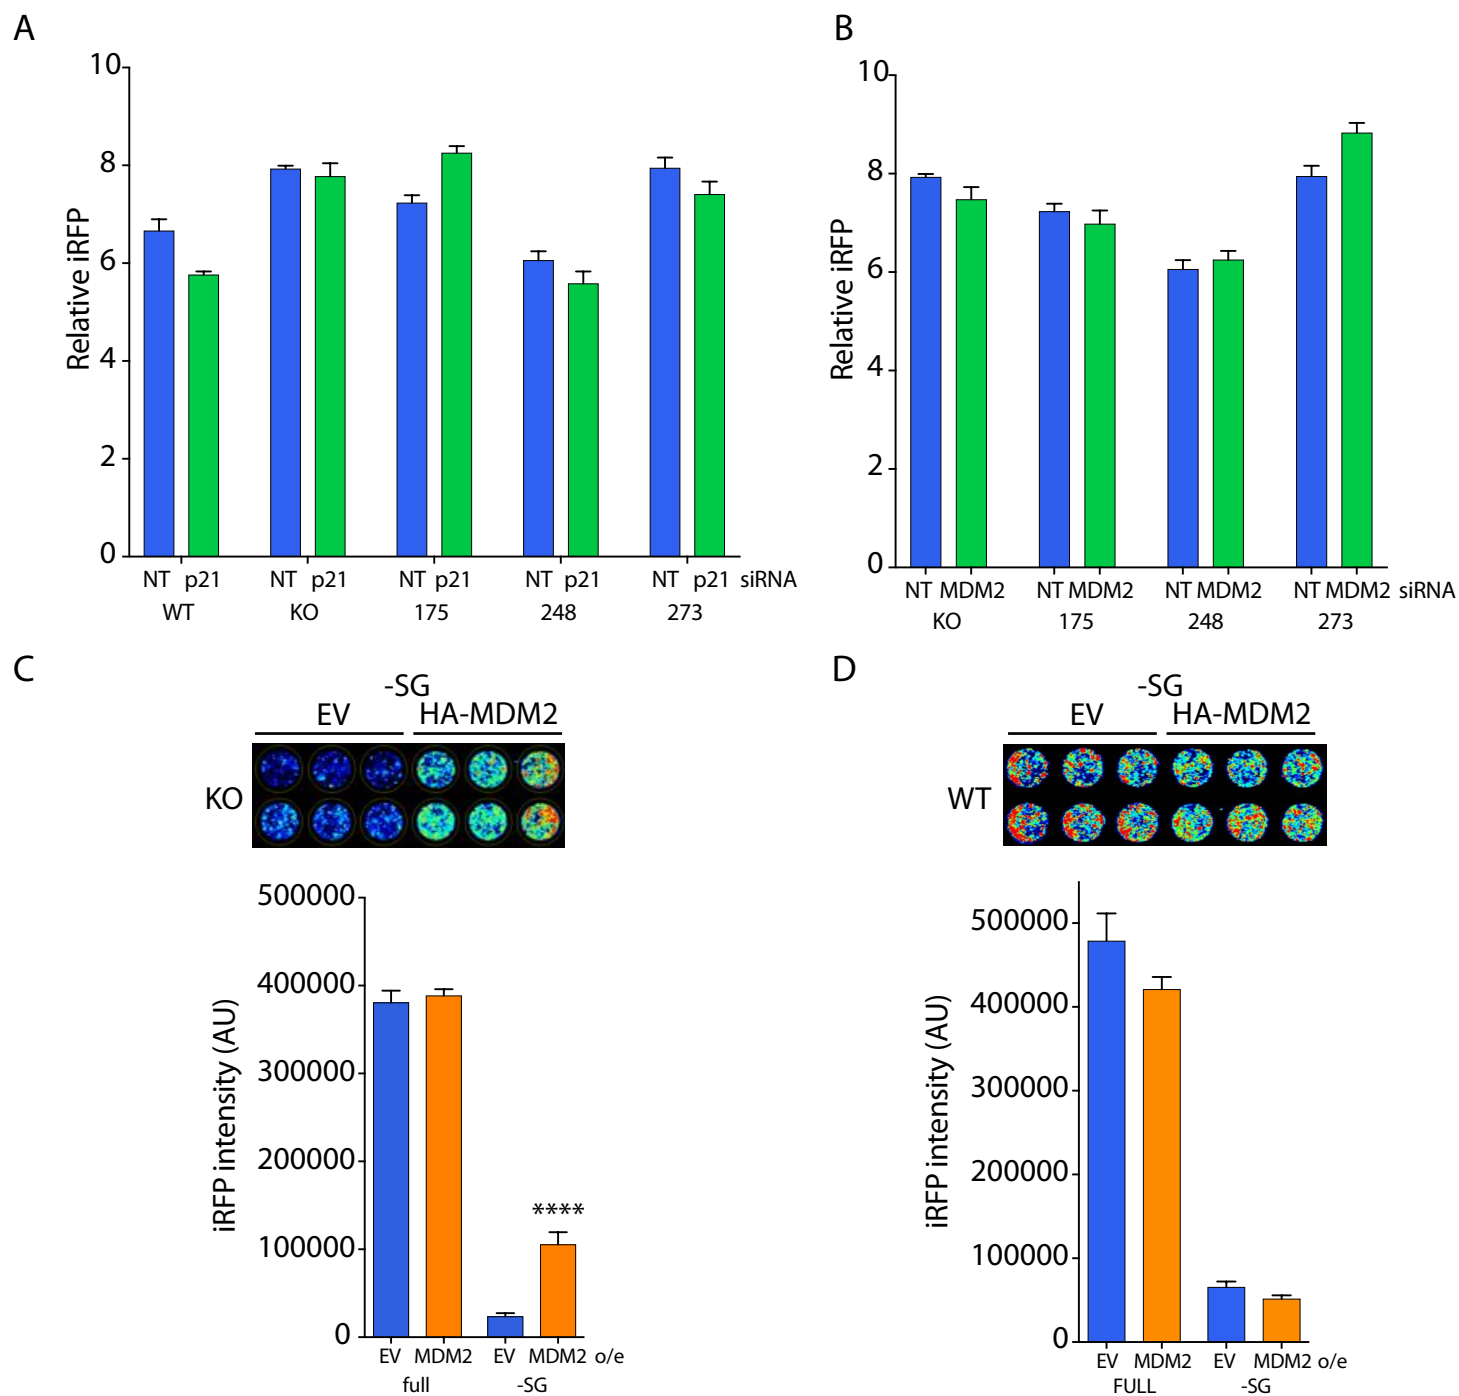 A
10
8
6
4
2
0
Relative iRFP
NT p21 NT p21 NT p21 NT p21 NT p21 siRNA
WT KO 175 248 273
B
10
8
6
4
2
0
Relative iRFP
NT MDM2 NT MDM2 NT MDM2 NT MDM2 siRNA
KO 175 248 273
C
-SG
EV HA-MDM2
KO
500000
400000
300000
200000
100000
0
iRFP intensity (AU)
****
EV MDM2 EV MDM2 o/e
full -SG
D
-SG
EV HA-MDM2
WT
500000
400000
300000
200000
100000
0
iRFP intensity (AU)
EV MDM2 EV MDM2 o/e
FULL -SG